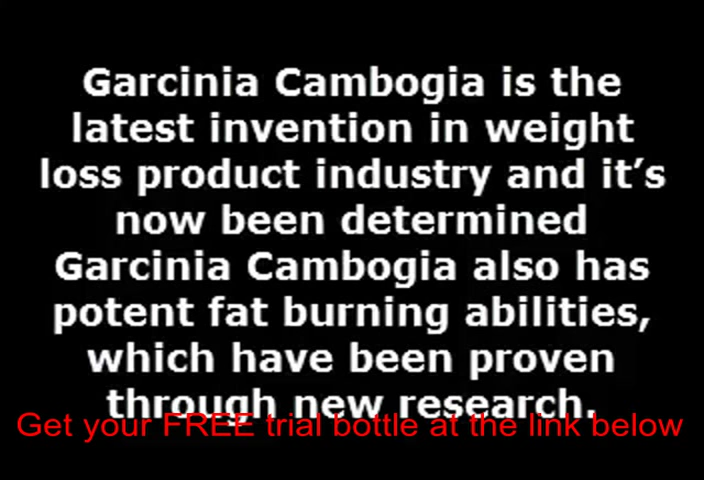 Garcinia Cambogia is the
latest invention in weight
loss product industry and it’s
now been determined
Garcinia Cambogia also has
potent fat burning abilities,
which have been proven
through new research.
Get your FREE trial bottle at the link below